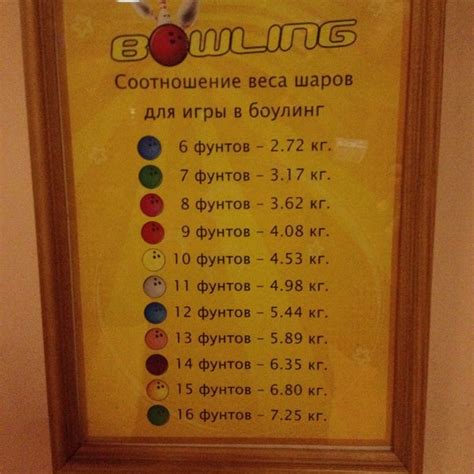 BOWLING
Соотношение веса шаров
для игры в боулинг
6 фунтов - 2.72 кг.
7 фунтов - 3.17 кг.
8 фунтов - 3.62 кг.
9 фунтов - 4.08 кг.
10 фунтов - 4.53 кг.
11 фунтов - 4.98 кг.
12 фунтов - 5.44 кг.
13 фунтов - 5.89 кг.
14 фунтов - 6.35 кг.
15 фунтов - 6.80 кг.
16 фунтов - 7.25 кг.